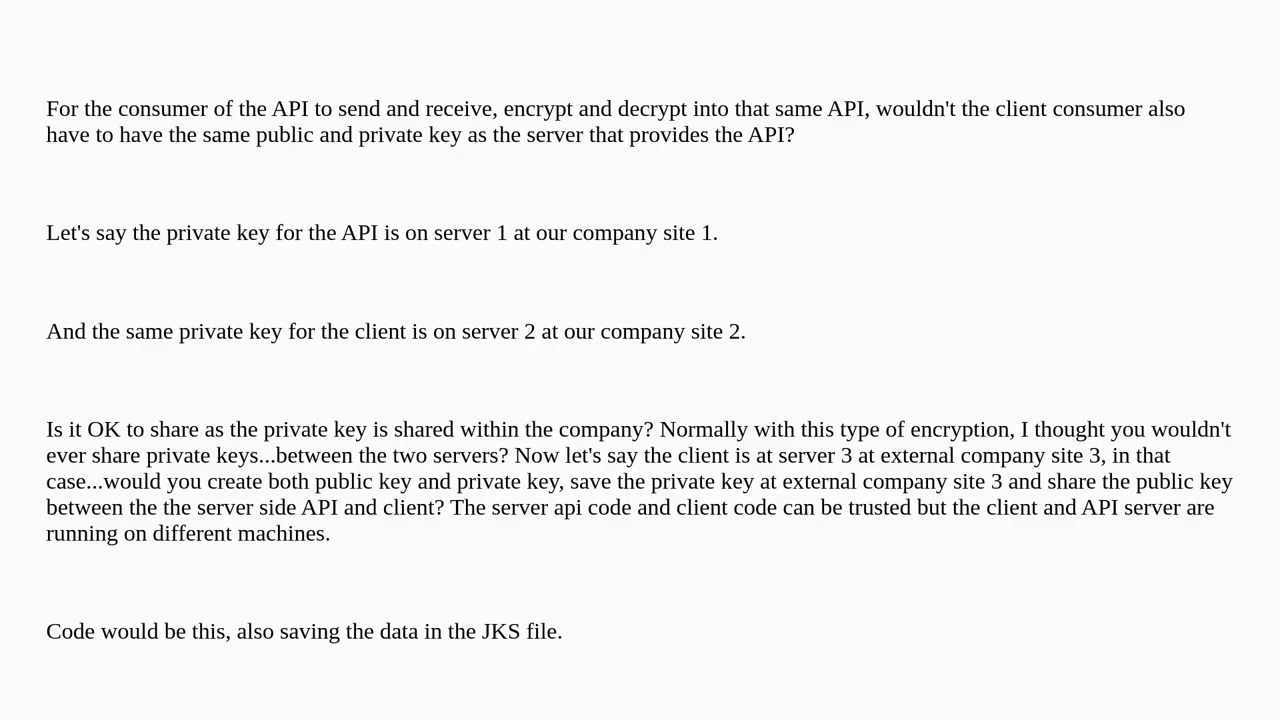 For the consumer of the API to send and receive, encrypt and decrypt into that same API, wouldn't the client consumer also
have to have the same public and private key as the server that provides the API?
Let's say the private key for the API is on server 1 at our company site 1.
And the same private key for the client is on server 2 at our company site 2.
Is it OK to share as the private key is shared within the company? Normally with this type of encryption, I thought you wouldn't
ever share private keys...between the two servers? Now let's say the client is at server 3 at external company site 3, in that
case...would you create both public key and private key, save the private key at external company site 3 and share the public key
between the the server side API and client? The server api code and client code can be trusted but the client and API server are
running on different machines.
Code would be this, also saving the data in the JKS file.